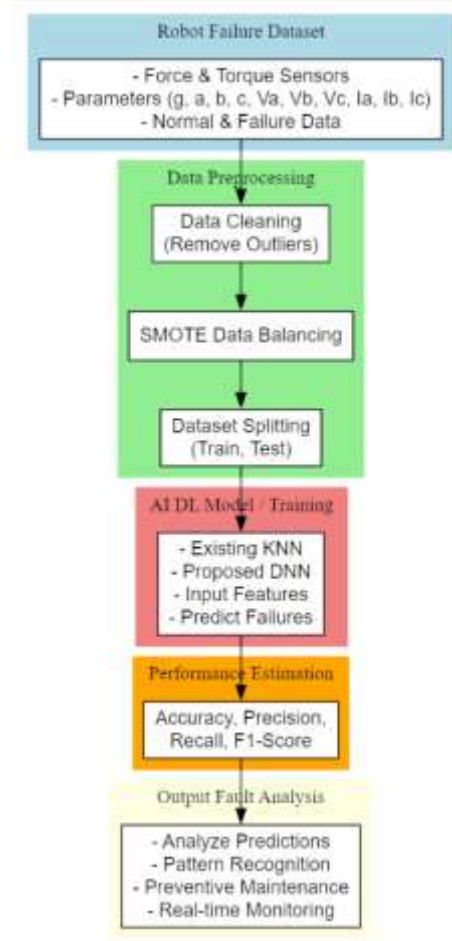 Robot Failure Dataset
- Force & Torque Sensors
- Parameters (g, a, b, c, Va, Vb, Vc, Ia, Ib, Ic)
- Normal & Failure Data
Data Preprocessing
Data Cleaning
(Remove Outliers)
SMOTE Data Balancing
Dataset Splitting
(Train, Test)
AI DL Model / Training
- Existing KNN
- Proposed DNN
- Input Features
- Predict Failures
Performance Estimation
Accuracy, Precision,
Recall, F1-Score
Output Fault Analysis
- Analyze Predictions
- Pattern Recognition
- Preventive Maintenance
- Real-time Monitoring